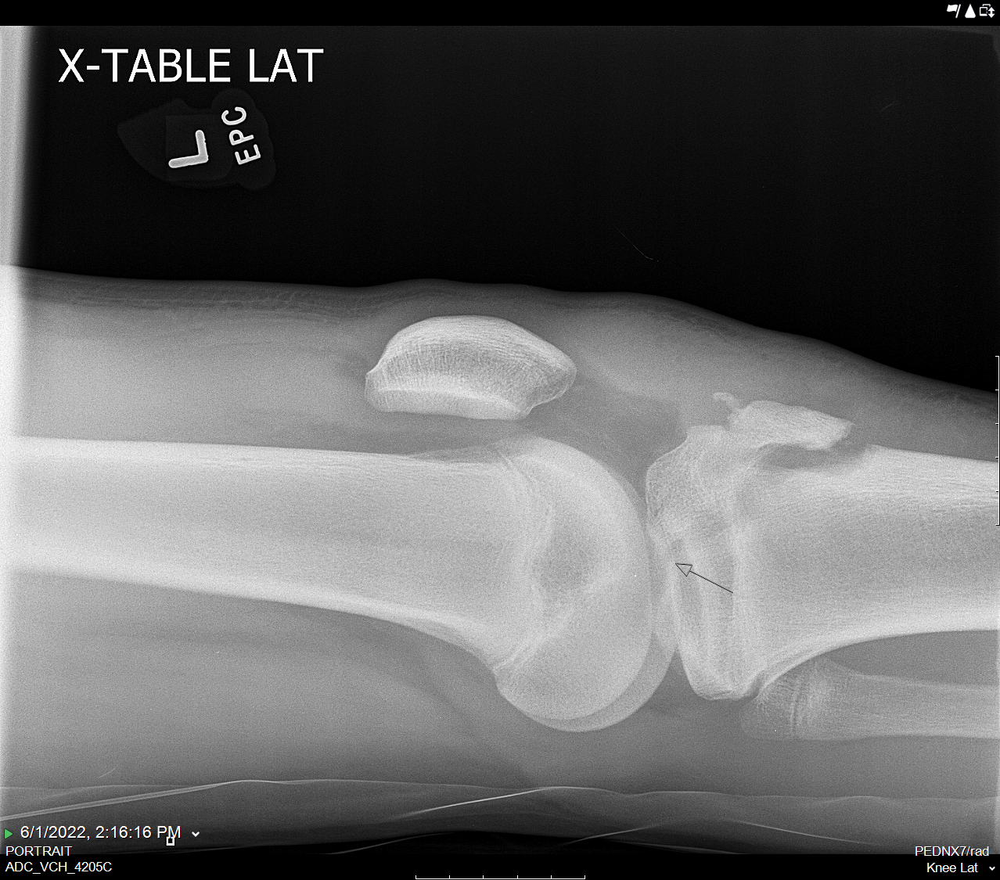 X-TABLE LAT
L
EPC
6/1/2022, 2:16:16 PM
PORTRAIT
ADC_VCH_4205C
PEDNX7/rad
Knee Lat